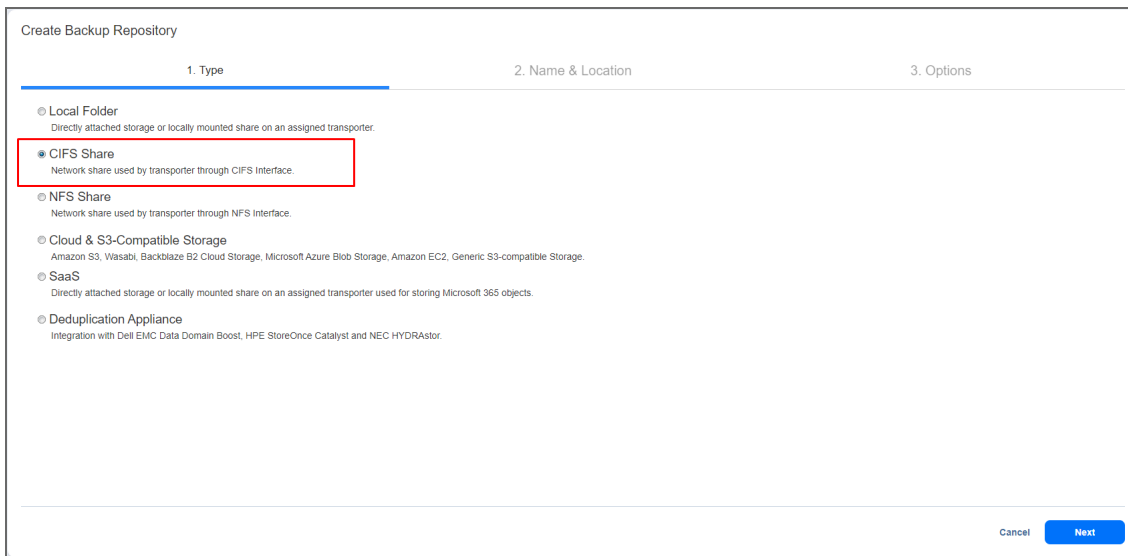 Create Backup Repository
1. Type
2. Name & Location
3. Options
Local Folder
Directly attached storage or locally mounted share on an assigned transporter.
CIFS Share
Network share used by transporter through CIFS Interface.
NFS Share
Network share used by transporter through NFS Interface.
Cloud & S3-Compatible Storage
Amazon S3, Wasabi, Backblaze B2 Cloud Storage, Microsoft Azure Blob Storage, Amazon EC2, Generic S3-compatible Storage.
SaaS
Directly attached storage or locally mounted share on an assigned transporter used for storing Microsoft 365 objects.
Deduplication Appliance
Integration with Dell EMC Data Domain Boost, HPE StoreOnce Catalyst and NEC HYDRAstor.
Cancel
Next